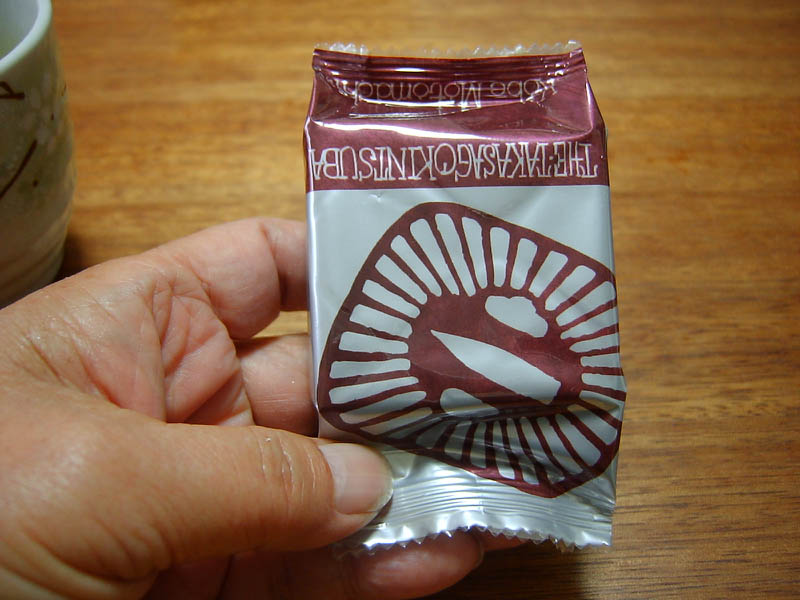 THE TAKASAGO KINTSUBA
Kobe Motomachi